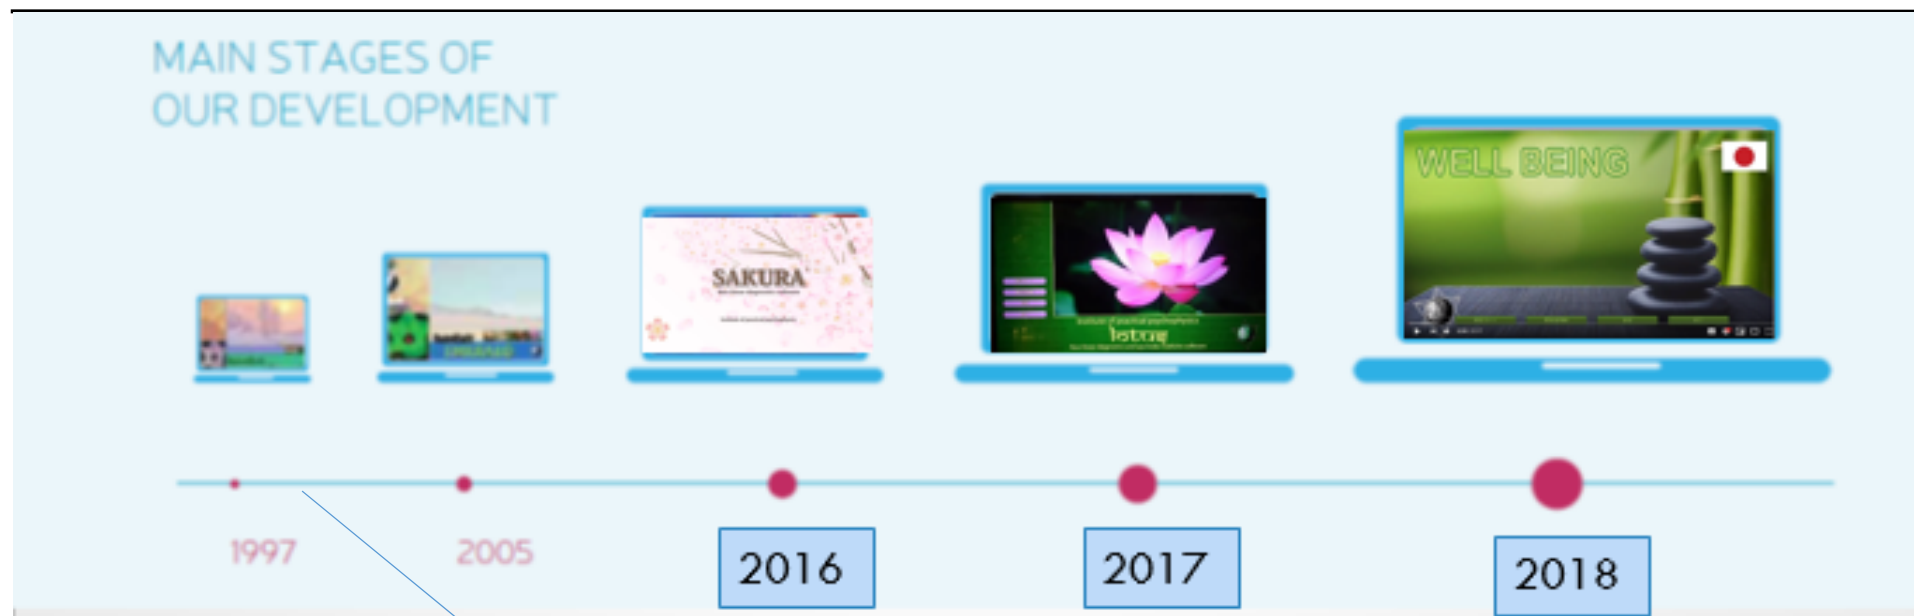 MAIN STAGES OF
OUR DEVELOPMENT
SAKURA
WELL BEING
lotus
1997
2005
2016
2017
2018